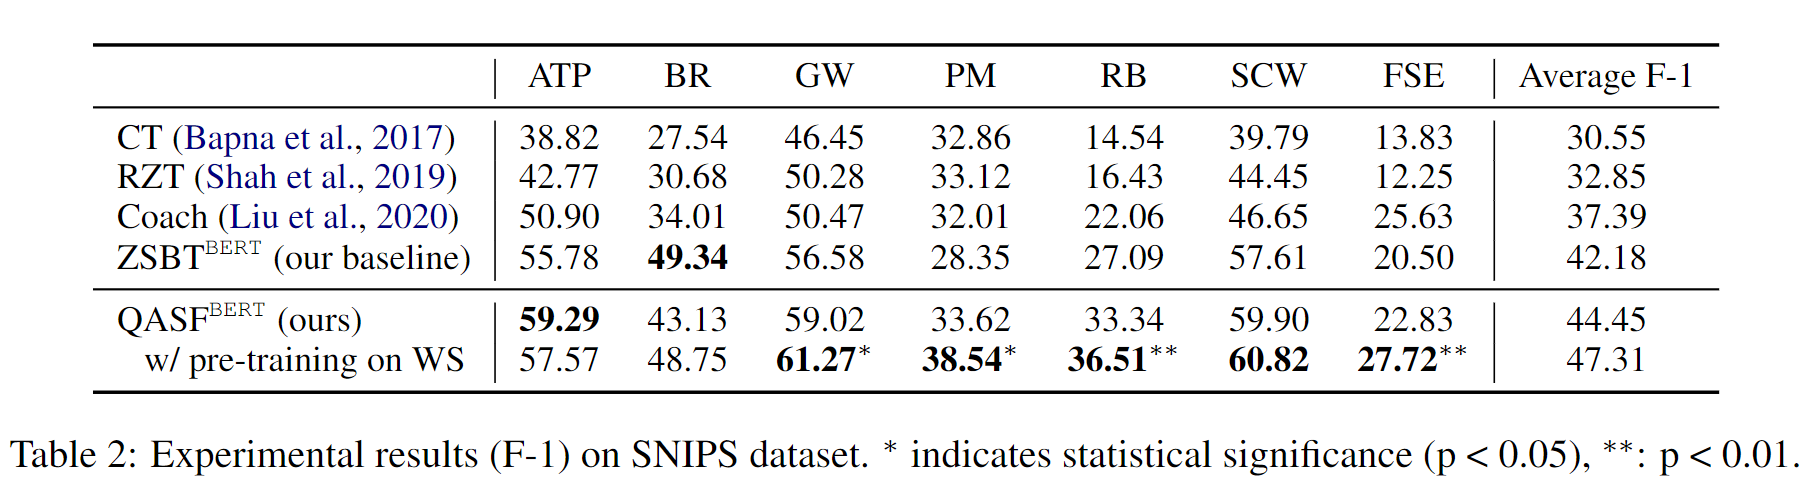 ATP BR GW PM RB SCW FSE Average F-1
CT (Bapna et al., 2017) 38.82 27.54 46.45 32.86 14.54 39.79 13.83 30.55
RZT (Shah et al., 2019) 42.77 30.68 50.28 33.12 16.43 44.45 12.25 32.85
Coach (Liu et al., 2020) 50.90 34.01 50.47 32.01 22.06 46.65 25.63 37.39
ZSBTBERT (our baseline) 55.78 49.34 56.58 28.35 27.09 57.61 20.50 42.18
QASFBERT (ours) 59.29 43.13 59.02 33.62 33.34 59.90 22.83 44.45
w/ pre-training on WS 57.57 48.75 61.27* 38.54* 36.51** 60.82 27.72** 47.31
Table 2: Experimental results (F-1) on SNIPS dataset. * indicates statistical significance (p < 0.05), **: p < 0.01.